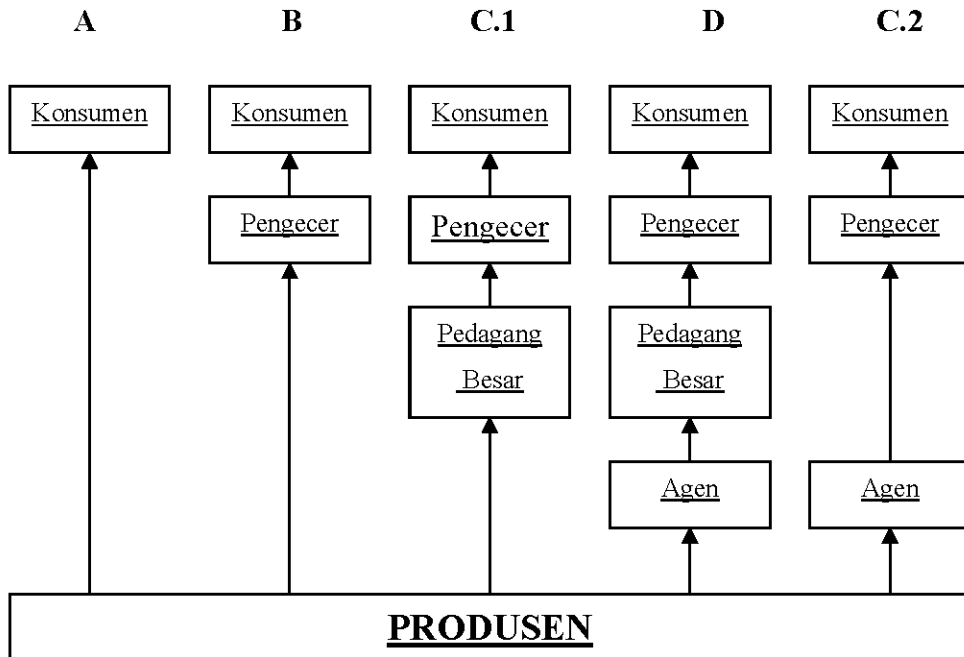 A B C.1 D C.2
Konsumen Konsumen Konsumen Konsumen Konsumen
Pengecer Pengecer Pengecer Pengecer
Pedagang Pedagang
Besar Besar
Agen Agen
PRODUSEN